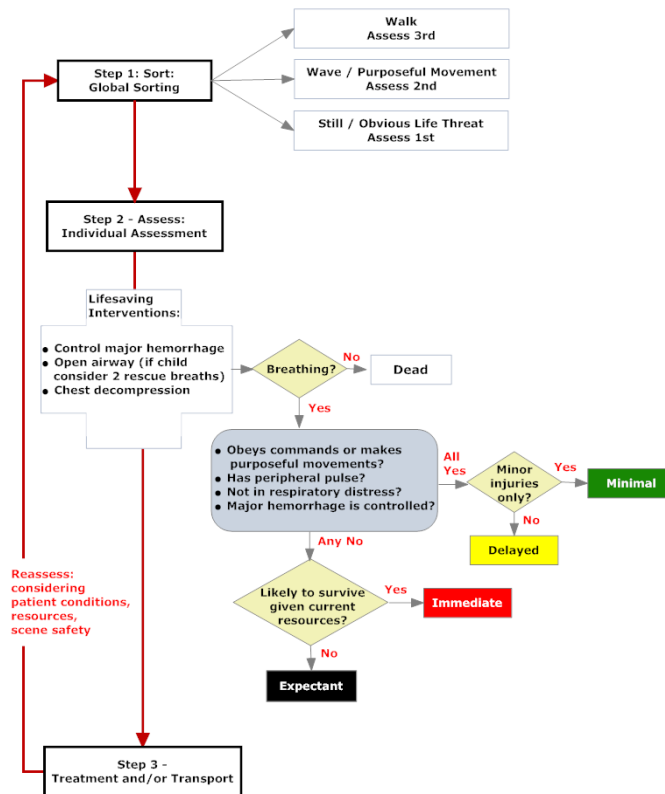 Walk
Assess 3rd
Step 1: Sort:
Global Sorting
Wave / Purposeful Movement
Assess 2nd
Still / Obvious Life Threat
Assess 1st
Step 2 - Assess:
Individual Assessment
Lifesaving
Interventions:
● Control major hemorrhage
● Open airway (if child
consider 2 rescue breaths)
● Chest decompression
Breathing?
No
Dead
Yes
● Obeys commands or makes
purposeful movements?
● Has peripheral pulse?
● Not in respiratory distress?
● Major hemorrhage is controlled?
All
Yes
Minor
injuries
only?
Yes
Minimal
No
Delayed
Any No
Likely to survive
given current
resources?
Yes
Immediate
No
Expectant
Reassess:
considering
patient conditions,
resources,
scene safety
Step 3 -
Treatment and/or Transport